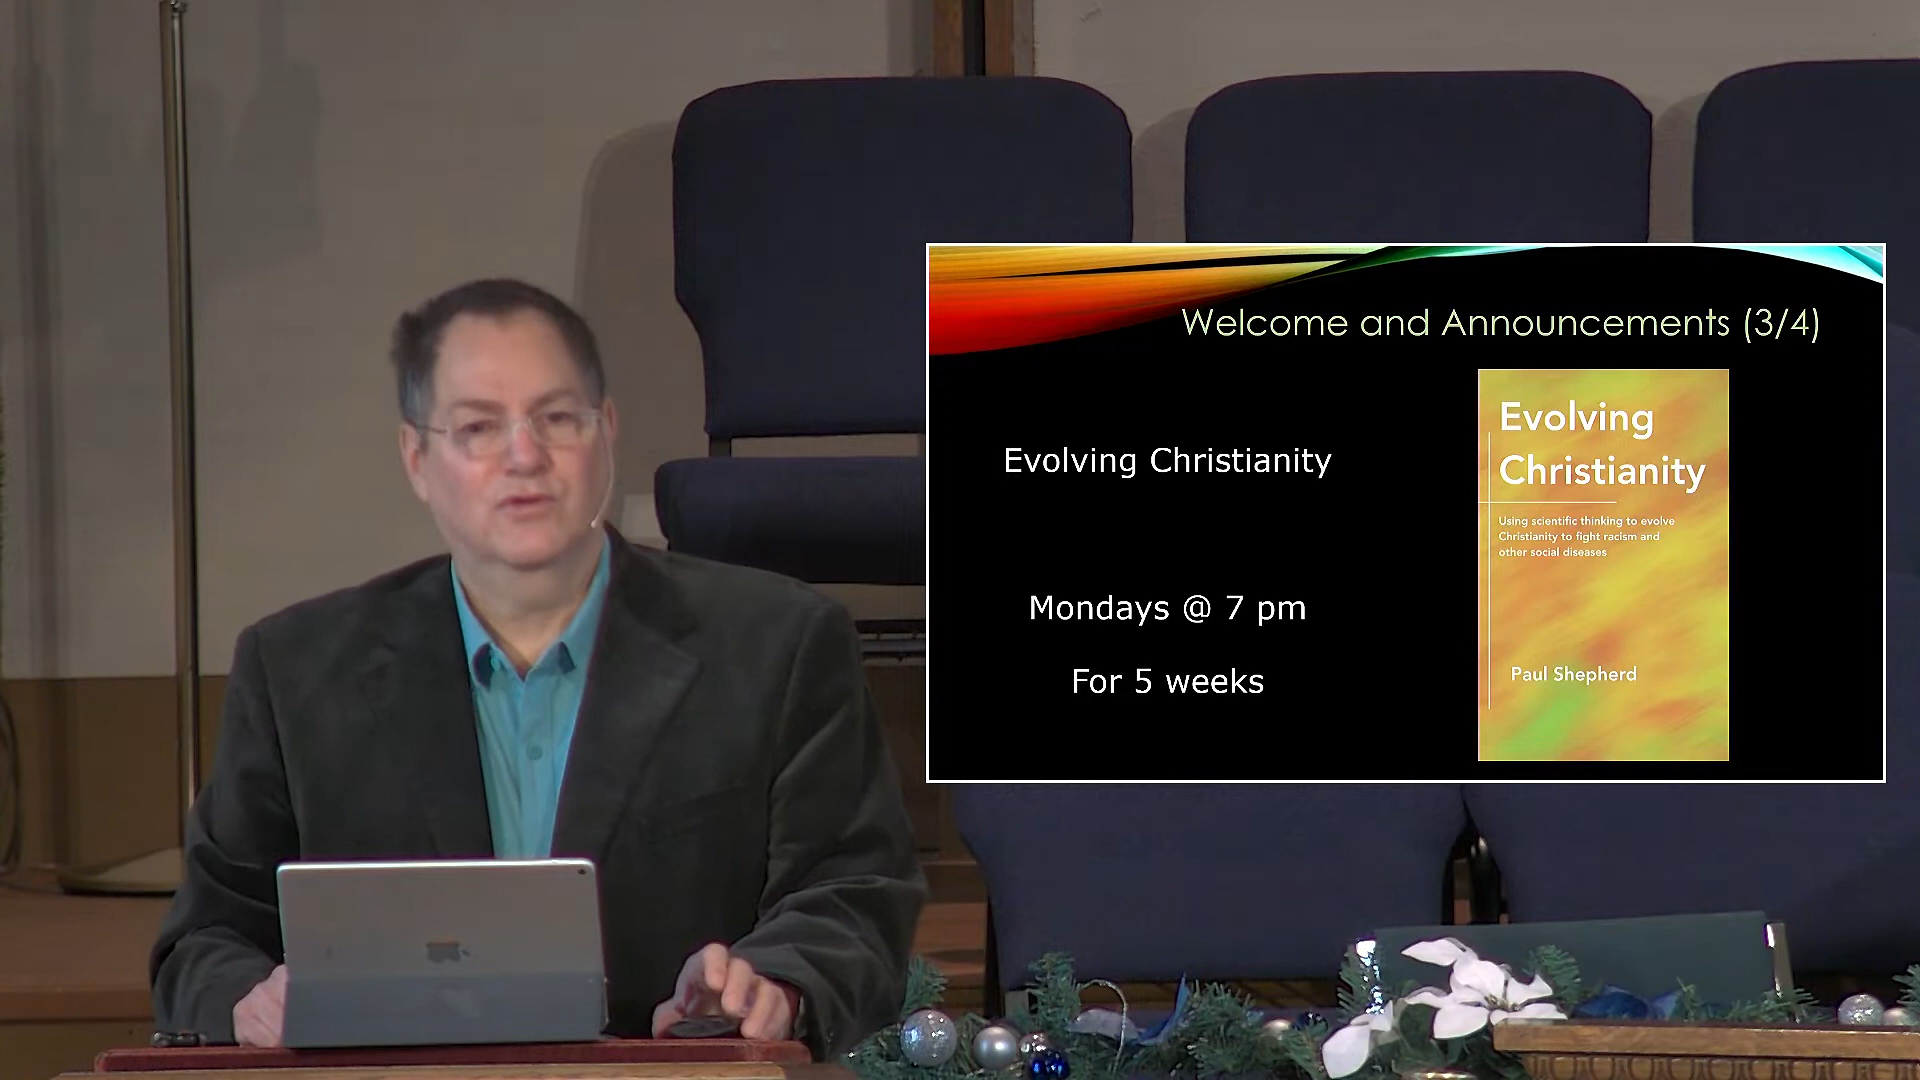 Welcome and Announcements (3/4)
Evolving Christianity
Mondays @ 7 pm
For 5 weeks
Evolving
Christianity
Using scientific thinking to evolve
Christianity to fight racism and
other social diseases
Paul Shepherd